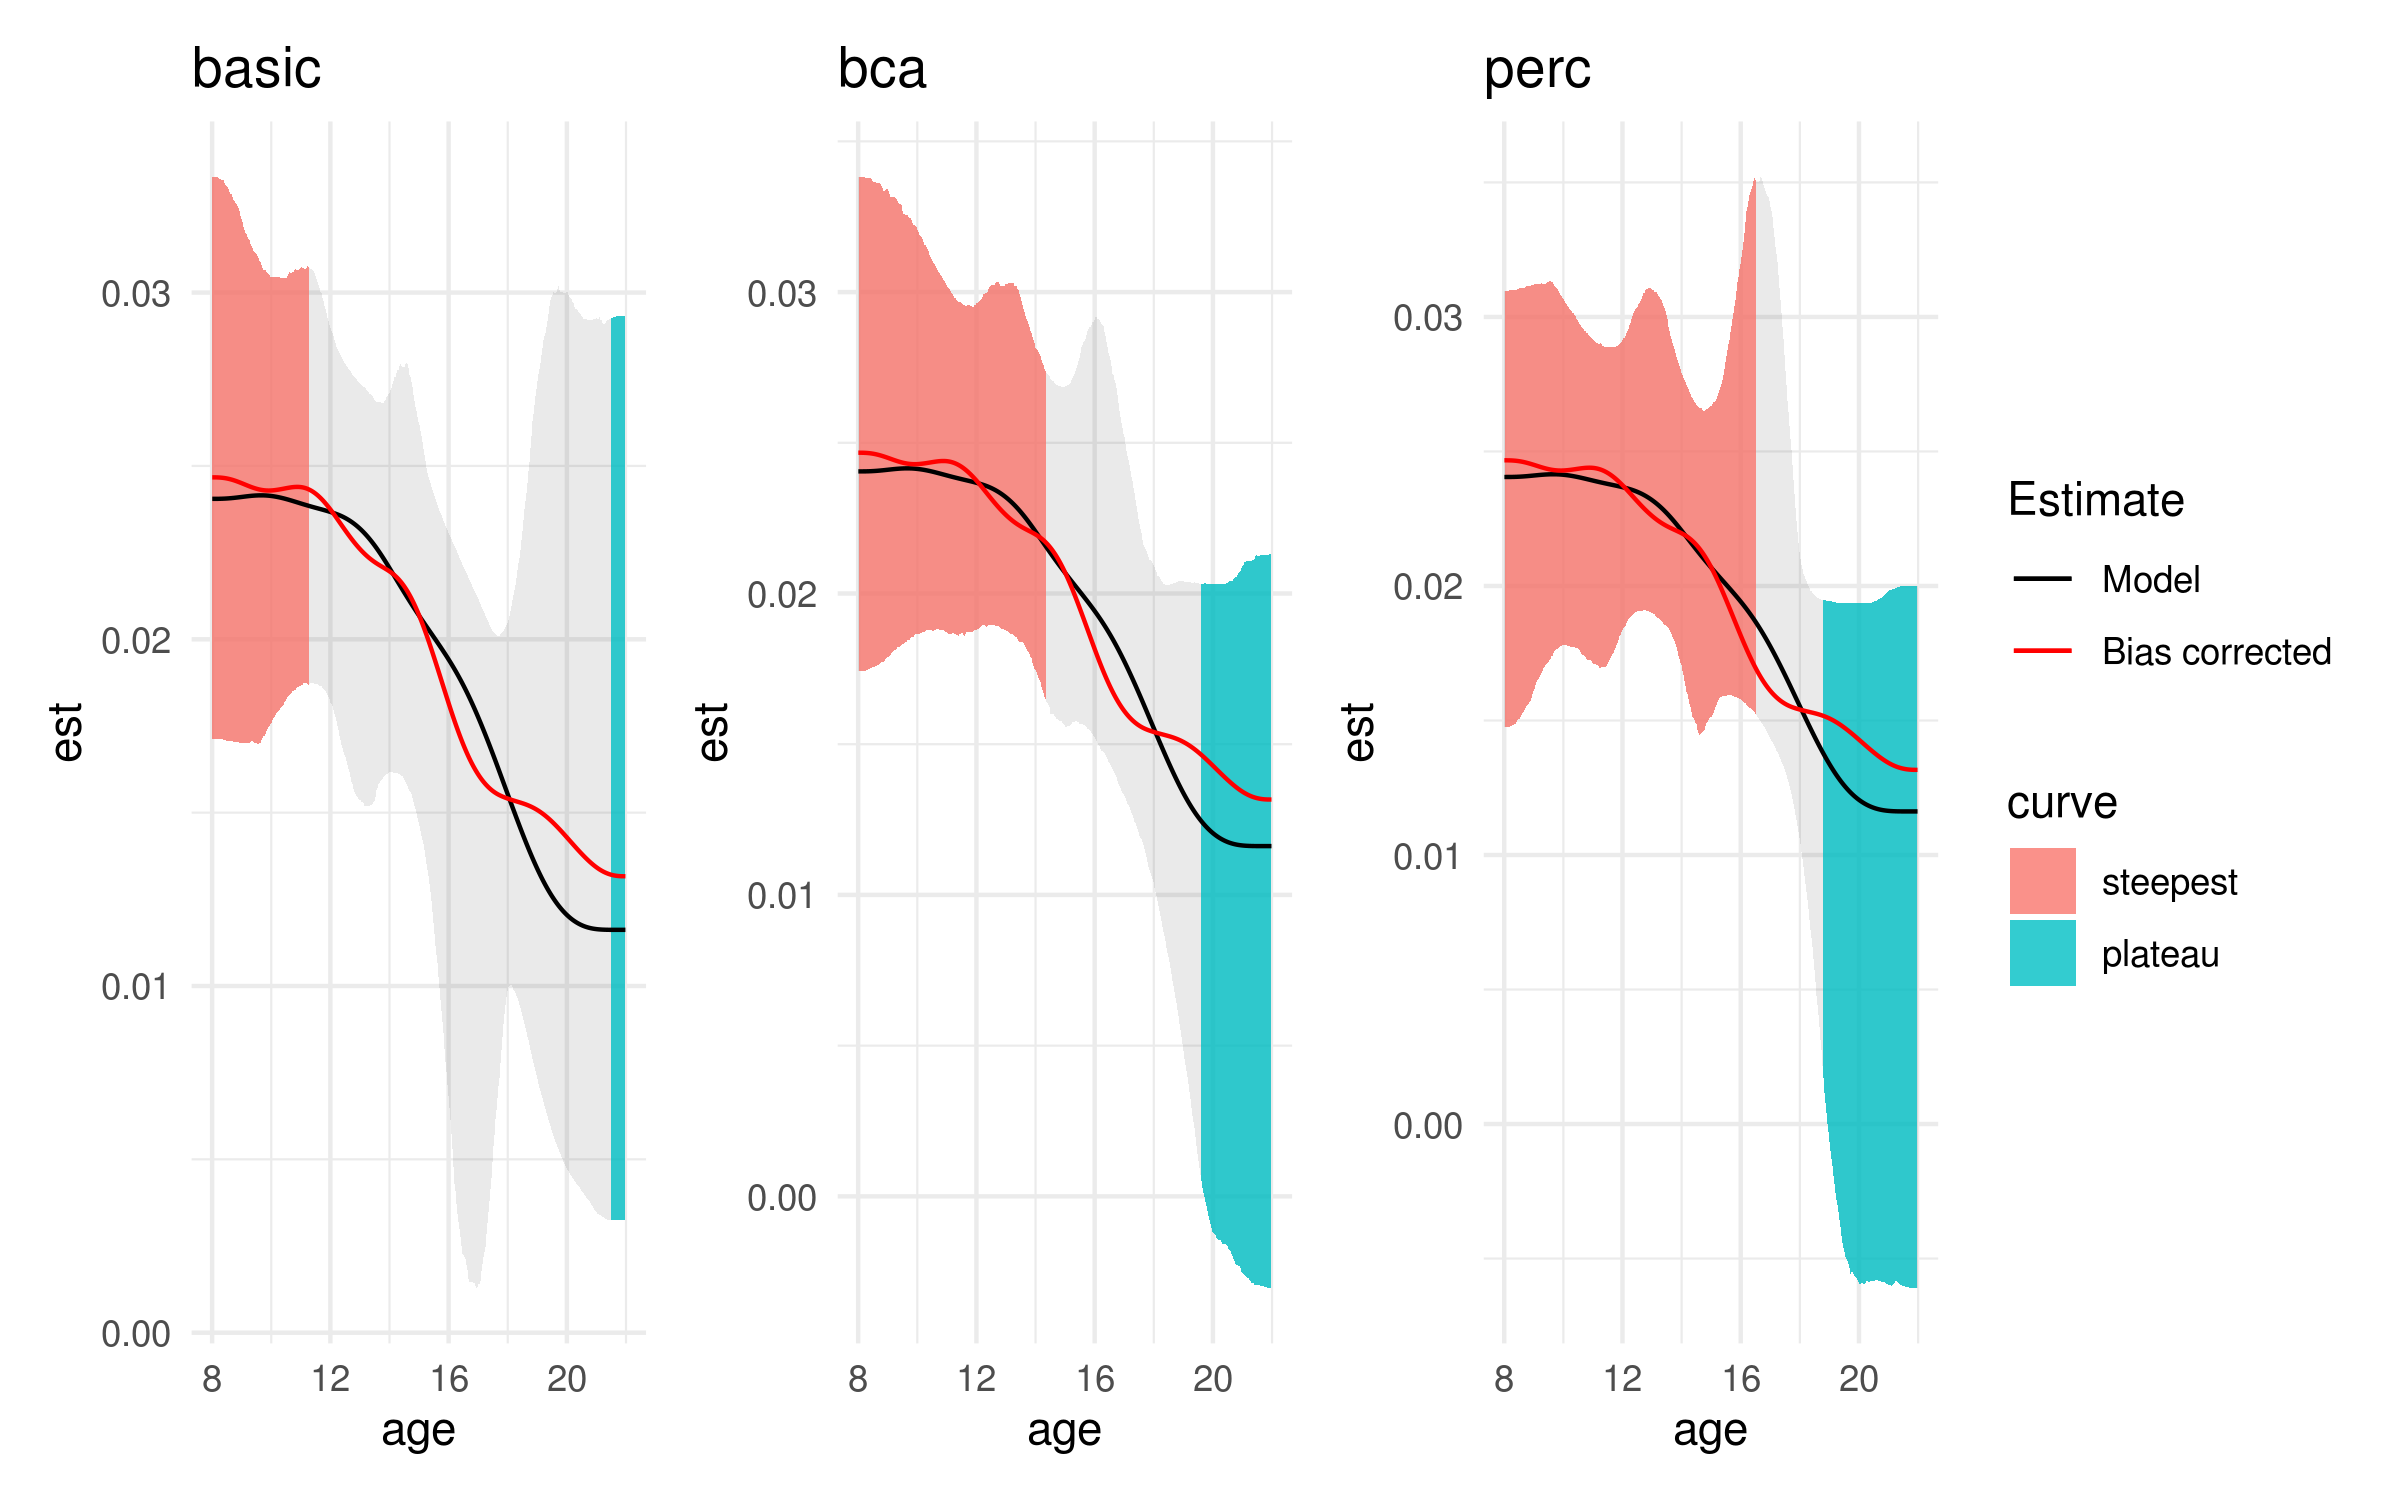 basic
0.03
0.02
0.01
0.00
est
8 12 16 20
age
bca
0.03
0.02
0.01
0.00
est
8 12 16 20
age
perc
0.03
0.02
0.01
0.00
est
8 12 16 20
age
Estimate
Model
Bias corrected
curve
steepest
plateau